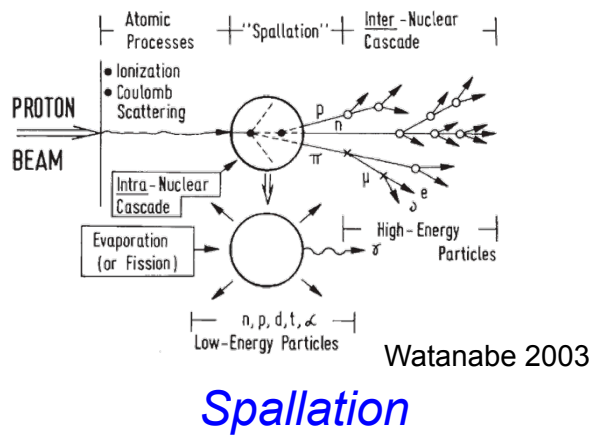 Atomic
Processes
"Spallation"
Inter-Nuclear
Cascade
● Ionization
● Coulomb
Scattering
PROTON
BEAM
p
n
π
μ
e
Intra-Nuclear
Cascade
Evaporation
(or Fission)
γ
High-Energy
Particles
n, p, d, t, α
Low-Energy Particles
Watanabe 2003
Spallation